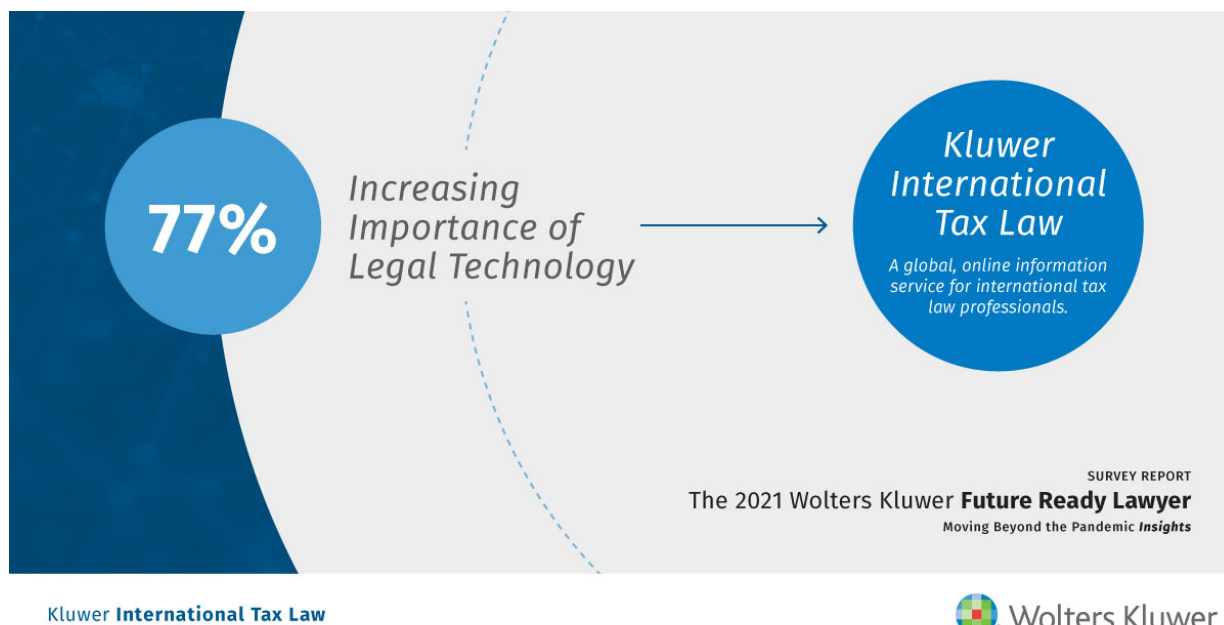 77%
Increasing
Importance of
Legal Technology
Kluwer
International
Tax Law
A global, online information
service for international tax
law professionals.
SURVEY REPORT
The 2021 Wolters Kluwer Future Ready Lawyer
Moving Beyond the Pandemic Insights
Kluwer International Tax Law
Wolters Kluwer